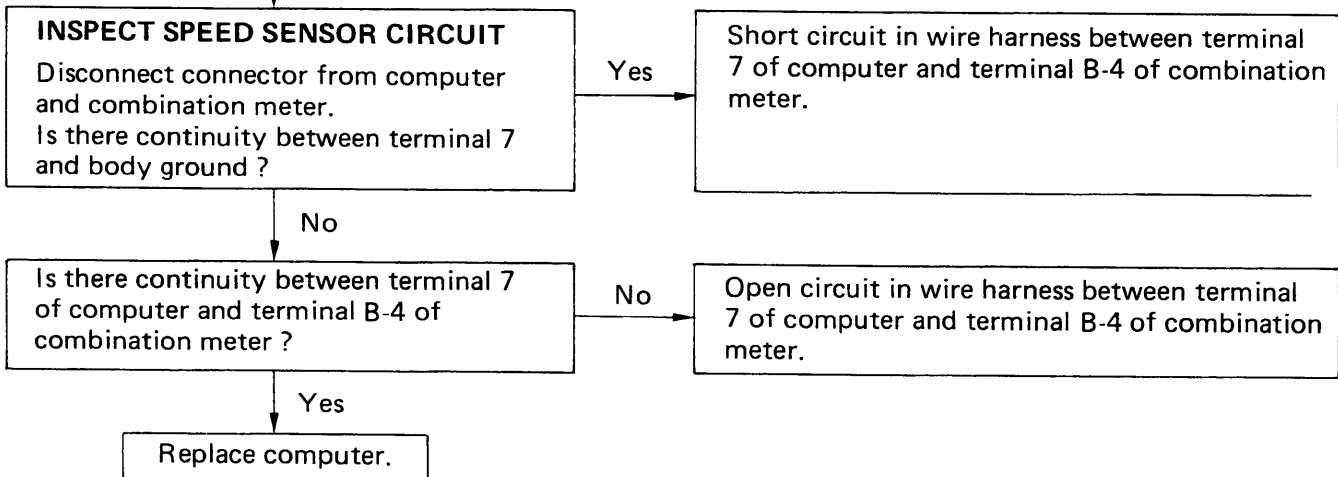 INSPECT SPEED SENSOR CIRCUIT
Disconnect connector from computer
and combination meter.
Is there continuity between terminal 7
and body ground ?
Yes
Short circuit in wire harness between terminal
7 of computer and terminal B-4 of combination
meter.
No
Is there continuity between terminal 7
of computer and terminal B-4 of
combination meter ?
No
Open circuit in wire harness between terminal
7 of computer and terminal B-4 of combination
meter.
Yes
Replace computer.